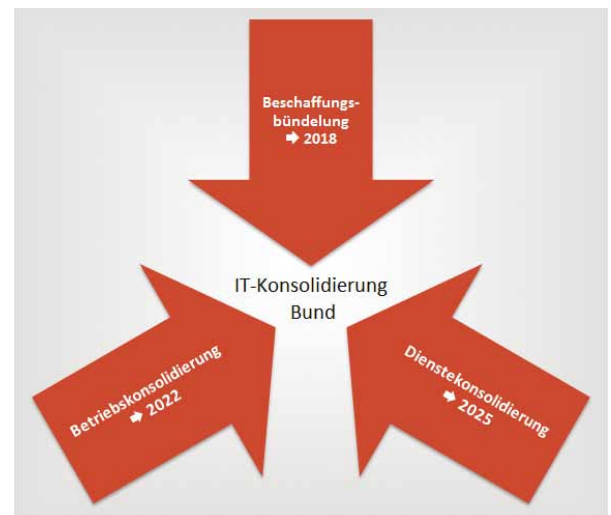 Beschaffungs-
bündelung
➡ 2018
IT-Konsolidierung
Bund
Betriebskonsolidierung
➡ 2022
Dienstekonsolidierung
➡ 2025